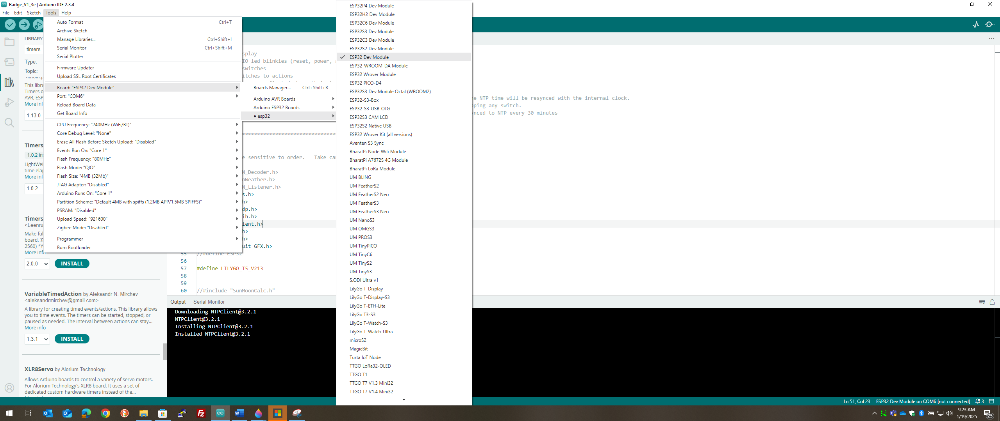 Badge_V1_3e | Arduino IDE 2.3.4
File Edit Sketch Tools Help
Auto Format Ctrl+T
Archive Sketch
Manage Libraries... Ctrl+Shift+I
Serial Monitor Ctrl+Shift+M
Serial Plotter
Firmware Updater
Upload SSL Root Certificates
Board: "ESP32 Dev Module"
Port: "COM6"
Reload Board Data
Get Board Info
CPU Frequency: "240MHz (WiFi/BT)"
Core Debug Level: "None"
Erase All Flash Before Sketch Upload: "Disabled"
Events Run On: "Core 1"
Flash Frequency: "80MHz"
Flash Mode: "QIO"
Flash Size: "4MB (32Mb)"
JTAG Adapter: "Disabled"
Arduino Runs On: "Core 1"
Partition Scheme: "Default 4MB with spiffs (1.2MB APP/1.5MB SPIFFS)"
PSRAM: "Disabled"
Upload Speed: "921600"
Zigbee Mode: "Disabled"
Programmer
Burn Bootloader
Boards Manager... Ctrl+Shift+B
Arduino AVR Boards
Arduino ESP32 Boards
● esp32
ESP32P4 Dev Module
ESP32H2 Dev Module
ESP32C6 Dev Module
ESP32S3 Dev Module
ESP32C3 Dev Module
ESP32S2 Dev Module
ESP32 Dev Module
ESP32-WROOM-DA Module
ESP32 Wrover Module
ESP32 PICO-D4
ESP32S3 Dev Module Octal (WROOM2)
ESP32-S3-Box
ESP32-S3-USB-OTG
ESP32S3 CAM LCD
ESP32S2 Native USB
ESP32 Wrover Kit (all versions)
Aventen S3 Sync
BharatPi Node Wifi Module
BharatPi A7672S 4G Module
BharatPi LoRa Module
UM BLING
UM FeatherS2
UM FeatherS2 Neo
UM FeatherS3
UM FeatherS3 Neo
UM NanoS3
UM OMGS3
UM PROS3
UM TinyPICO
UM TinyC6
UM TinyS2
UM TinyS3
S.ODI Ultra v1
LilyGo T-Display
LilyGo T-Display-S3
LilyGo T-ETH-Lite
LilyGo T3-S3
LilyGo T-Watch-S3
LilyGo T-Watch-Ultra
microS2
MagicBit
Turta IoT Node
TTGO LoRa32-OLED
TTGO T1
TTGO T7 V1.3 Mini32
TTGO T7 V1.4 Mini32
LIBRARY
timers
Type:
Topic:
This libra
Timers o
AVR, ESP
More inf
1.13.0
Timers
1.0.2 ins
LightWei
time elap
More inf
1.0.2
Timers
<Leenru
Make ful
board.
2560) *Y
More info
2.0.0 INSTALL
VariableTimedAction by Aleksandr N. Mirchev
<aleksandrmirchev@gmail.com>
A library for creating timed events/actions. This library allows
you to time events. The timers can be started, stopped, or
paused as needed. The interval between actions can stay...
More info
1.3.1 INSTALL
XLR8Servo by Alorium Technology
Allows Arduino boards to control a variety of servo motors.
For Alorium Technology's XLR8 board. It uses a set of
dedicated custom hardware timers instead of the...
splay
IO led blinkies (reset, power,
switches
itches to actions
ne NTP time will be resynced with the internal clock.
pping any switch.
nced to NTP every 30 minutes
*******************************
e sensitive to order.   Take car
N_Decoder.h>
nWeather.h>
N_Listener.h>
s.h>
h>
dp.h>
ib.h>
ient.h>
h>
h>
uit_GFX.h>
55 //#define ESP32
56
57 #define LILYGO_T5_V213
58
59
60 //#include "SunMoonCalc.h"
Output Serial Monitor
Downloading NTPClient@3.2.1
NTPClient@3.2.1
Installing NTPClient@3.2.1
Installed NTPClient@3.2.1
Ln 51, Col 23 ESP32 Dev Module on COM6 [not connected] 3
9:23 AM
1/19/2025
25